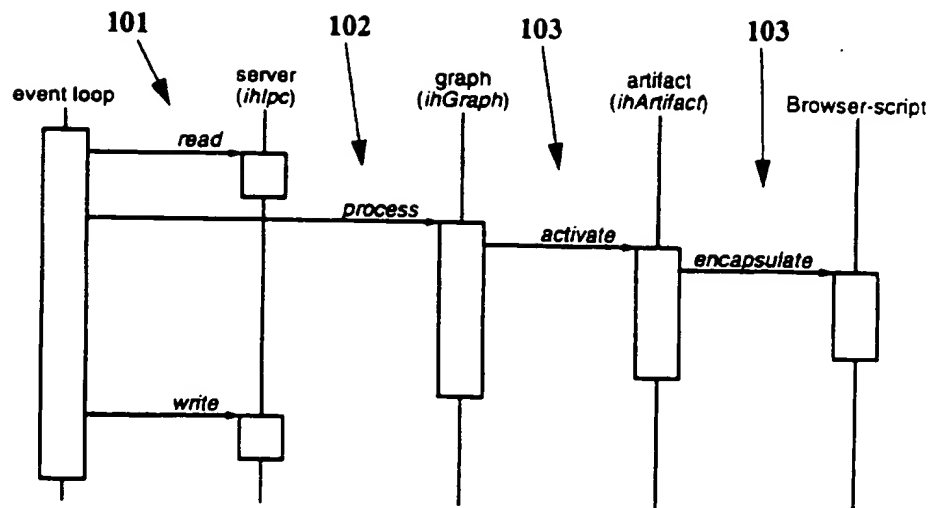 101
102
103
103
event loop
server
(ihIpc)
graph
(ihGraph)
artifact
(ihArtifact)
Browser-script
read
process
activate
encapsulate
write